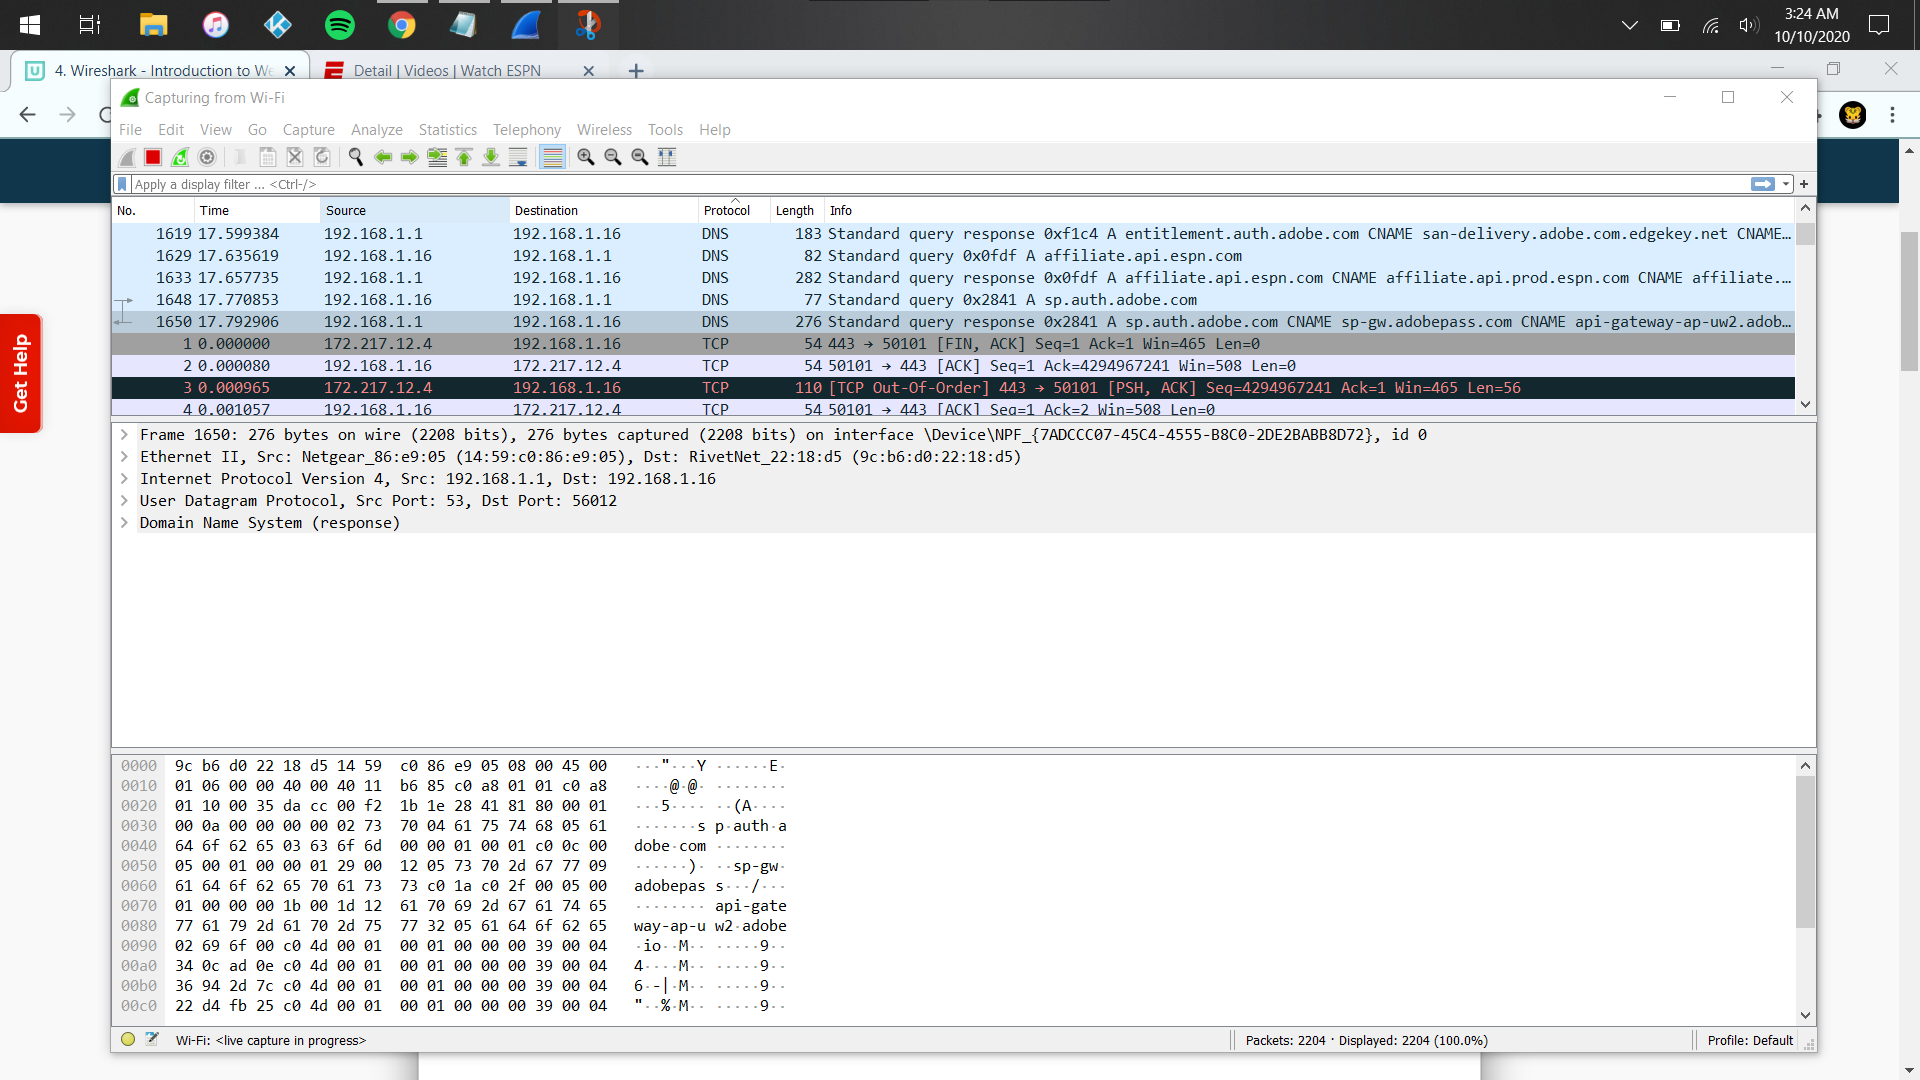 3:24 AM
10/10/2020
4. Wireshark - Introduction to We
Detail | Videos | Watch ESPN
Capturing from Wi-Fi
File Edit View Go Capture Analyze Statistics Telephony Wireless Tools Help
Apply a display filter ... <Ctrl-/>
No. Time Source Destination Protocol Length Info
1619 17.599384 192.168.1.1 192.168.1.16 DNS 183 Standard query response 0xf1c4 A entitlement.auth.adobe.com CNAME san-delivery.adobe.com.edgekey.net CNAME…
1629 17.635619 192.168.1.16 192.168.1.1 DNS 82 Standard query 0x0fdf A affiliate.api.espn.com
1633 17.657735 192.168.1.1 192.168.1.16 DNS 282 Standard query response 0x0fdf A affiliate.api.espn.com CNAME affiliate.api.prod.espn.com CNAME affiliate.…
1648 17.770853 192.168.1.16 192.168.1.1 DNS 77 Standard query 0x2841 A sp.auth.adobe.com
1650 17.792906 192.168.1.1 192.168.1.16 DNS 276 Standard query response 0x2841 A sp.auth.adobe.com CNAME sp-gw.adobepass.com CNAME api-gateway-ap-uw2.adob…
1 0.000000 172.217.12.4 192.168.1.16 TCP 54 443 → 50101 [FIN, ACK] Seq=1 Ack=1 Win=465 Len=0
2 0.000080 192.168.1.16 172.217.12.4 TCP 54 50101 → 443 [ACK] Seq=1 Ack=4294967241 Win=508 Len=0
3 0.000965 172.217.12.4 192.168.1.16 TCP 110 [TCP Out-Of-Order] 443 → 50101 [PSH, ACK] Seq=4294967241 Ack=1 Win=465 Len=56
4 0.001057 192.168.1.16 172.217.12.4 TCP 54 50101 → 443 [ACK] Seq=1 Ack=2 Win=508 Len=0
Get Help
Frame 1650: 276 bytes on wire (2208 bits), 276 bytes captured (2208 bits) on interface \Device\NPF_{7ADCCC07-45C4-4555-B8C0-2DE2BABB8D72}, id 0
Ethernet II, Src: Netgear_86:e9:05 (14:59:c0:86:e9:05), Dst: RivetNet_22:18:d5 (9c:b6:d0:22:18:d5)
Internet Protocol Version 4, Src: 192.168.1.1, Dst: 192.168.1.16
User Datagram Protocol, Src Port: 53, Dst Port: 56012
Domain Name System (response)
0000 9c b6 d0 22 18 d5 14 59 c0 86 e9 05 08 00 45 00 ···"···Y ······E·
0010 01 06 00 00 40 00 40 11 b6 85 c0 a8 01 01 c0 a8 ····@·@· ········
0020 01 10 00 35 da cc 00 f2 1b 1e 28 41 81 80 00 01 ···5···· ··(A····
0030 00 0a 00 00 00 00 02 73 70 04 61 75 74 68 05 61 ·······s p·auth·a
0040 64 6f 62 65 03 63 6f 6d 00 00 01 00 01 c0 0c 00 dobe·com ········
0050 05 00 01 00 00 01 29 00 12 05 73 70 2d 67 77 09 ······)· ··sp-gw·
0060 61 64 6f 62 65 70 61 73 73 c0 1a c0 2f 00 05 00 adobepas s···/···
0070 01 00 00 00 1b 00 1d 12 61 70 69 2d 67 61 74 65 ········ api-gate
0080 77 61 79 2d 61 70 2d 75 77 32 05 61 64 6f 62 65 way-ap-u w2·adobe
0090 02 69 6f 00 c0 4d 00 01 00 01 00 00 00 39 00 04 ·io··M·· ·····9··
00a0 34 0c ad 0e c0 4d 00 01 00 01 00 00 00 39 00 04 4····M·· ·····9··
00b0 36 94 2d 7c c0 4d 00 01 00 01 00 00 00 39 00 04 6·-|·M·· ·····9··
00c0 22 d4 fb 25 c0 4d 00 01 00 01 00 00 00 39 00 04 "··%·M·· ·····9··
Wi-Fi: <live capture in progress> Packets: 2204 · Displayed: 2204 (100.0%) Profile: Default